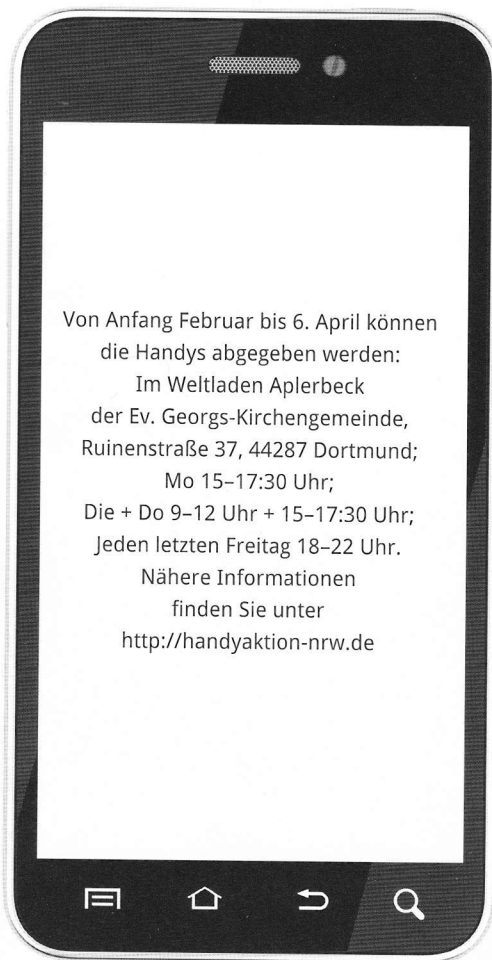 Von Anfang Februar bis 6. April können
die Handys abgegeben werden:
Im Weltladen Aplerbeck
der Ev. Georgs-Kirchengemeinde,
Ruinenstraße 37, 44287 Dortmund;
Mo 15–17:30 Uhr;
Die + Do 9–12 Uhr + 15–17:30 Uhr;
Jeden letzten Freitag 18–22 Uhr.
Nähere Informationen
finden Sie unter
http://handyaktion-nrw.de